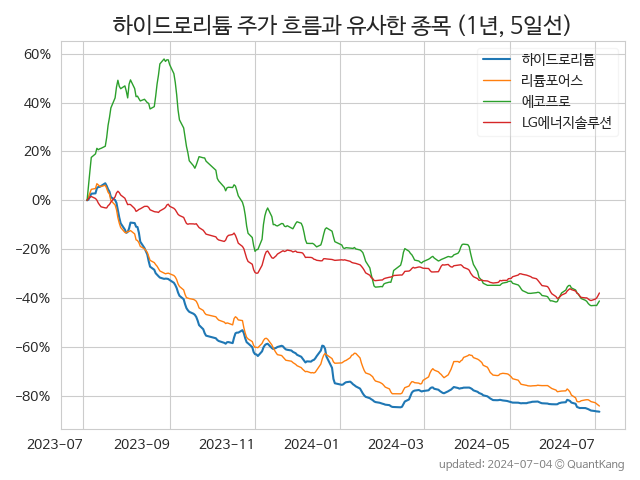 하이드로리튬 주가 흐름과 유사한 종목 (1년, 5일선)
하이드로리튬
리튬포어스
에코프로
LG에너지솔루션
60%
40%
20%
0%
−20%
−40%
−60%
−80%
2023-07 2023-09 2023-11 2024-01 2024-03 2024-05 2024-07
updated: 2024-07-04 © QuantKang